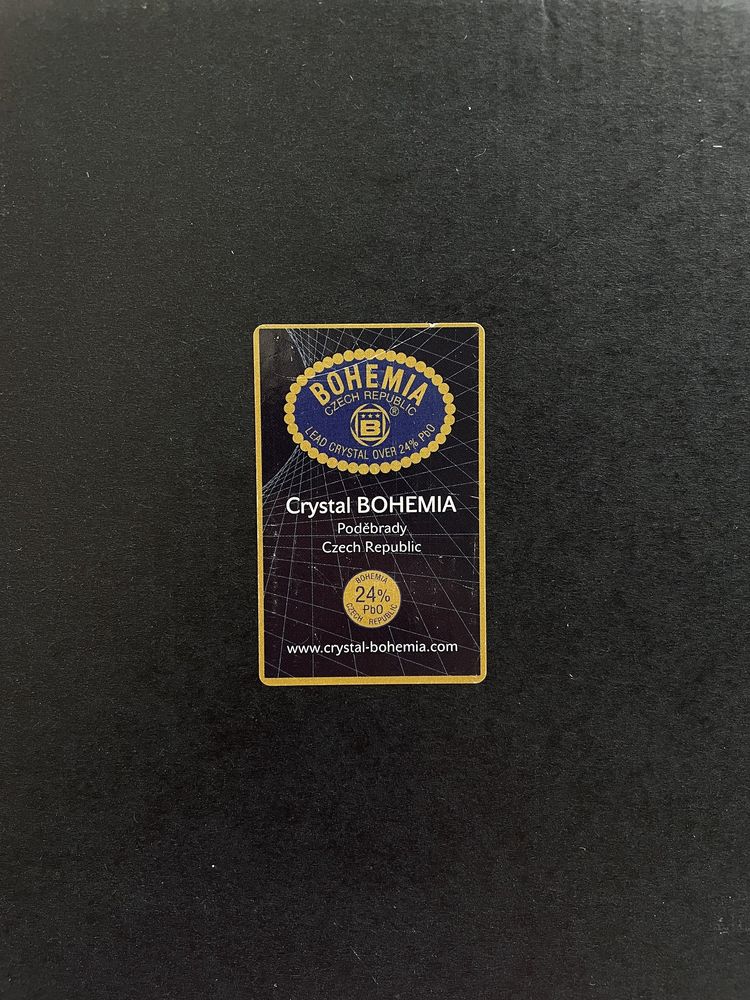 BOHEMIA
CZECH REPUBLIC
®
★★★
B
LEAD CRYSTAL OVER 24% PbO
Crystal BOHEMIA
Poděbrady
Czech Republic
BOHEMIA
24%
PbO
CZECH REPUBLIC
www.crystal-bohemia.com